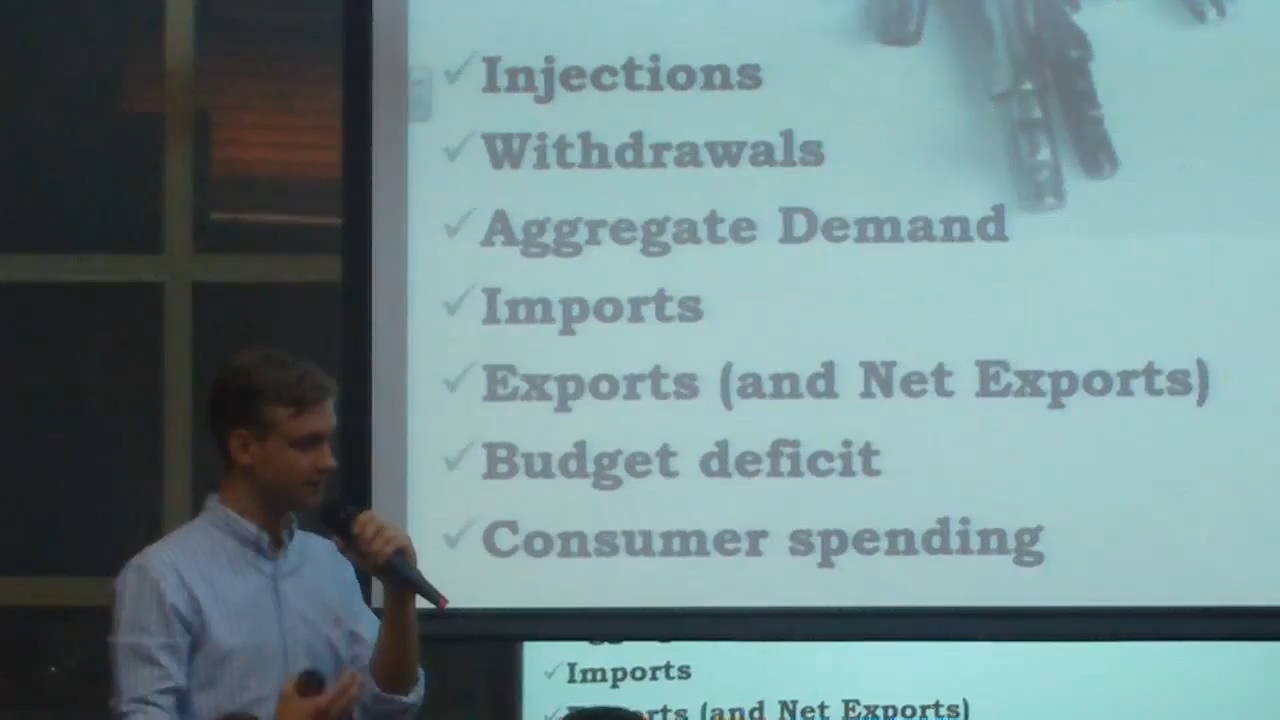 Injections
Withdrawals
Aggregate Demand
Imports
Exports (and Net Exports)
Budget deficit
Consumer spending
Imports
(and Net Exports)